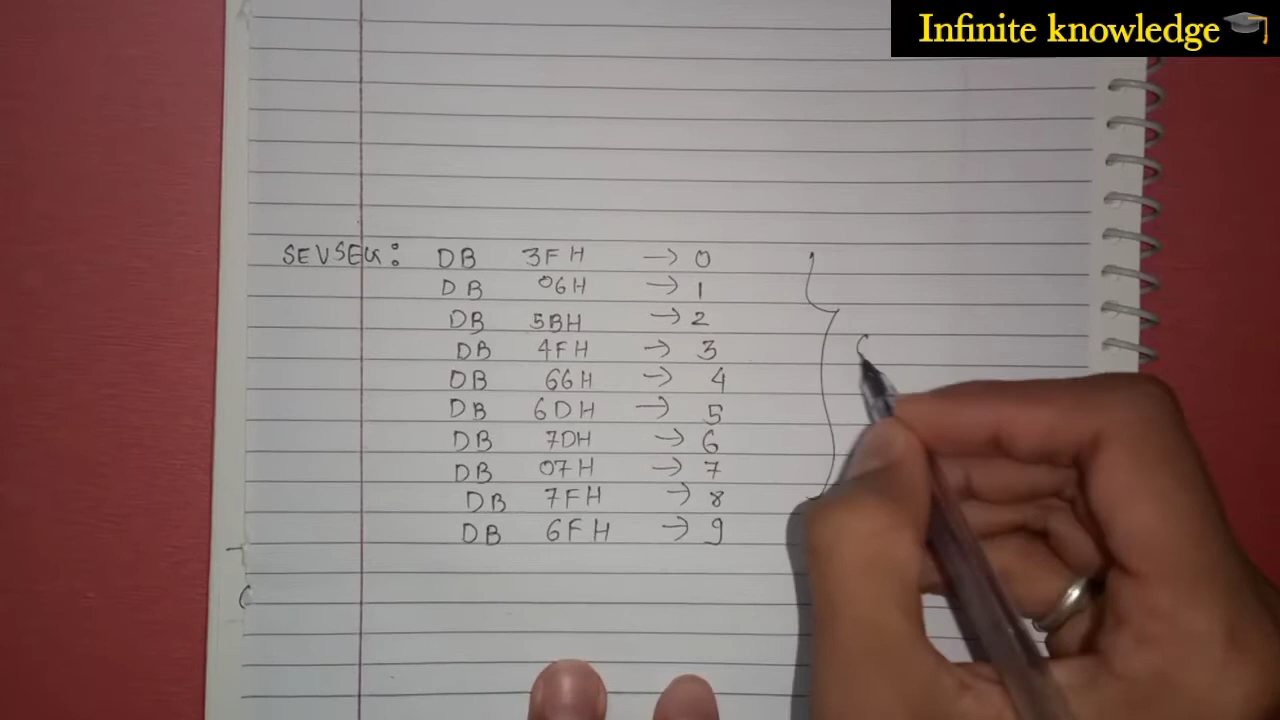 Infinite knowledge🎓
SEVSEG: DB 3FH → 0
DB 06H → 1
DB 5BH → 2
DB 4FH → 3
DB 66H → 4
DB 6DH → 5
DB 7DH → 6
DB 07H → 7
DB 7FH → 8
DB 6FH → 9